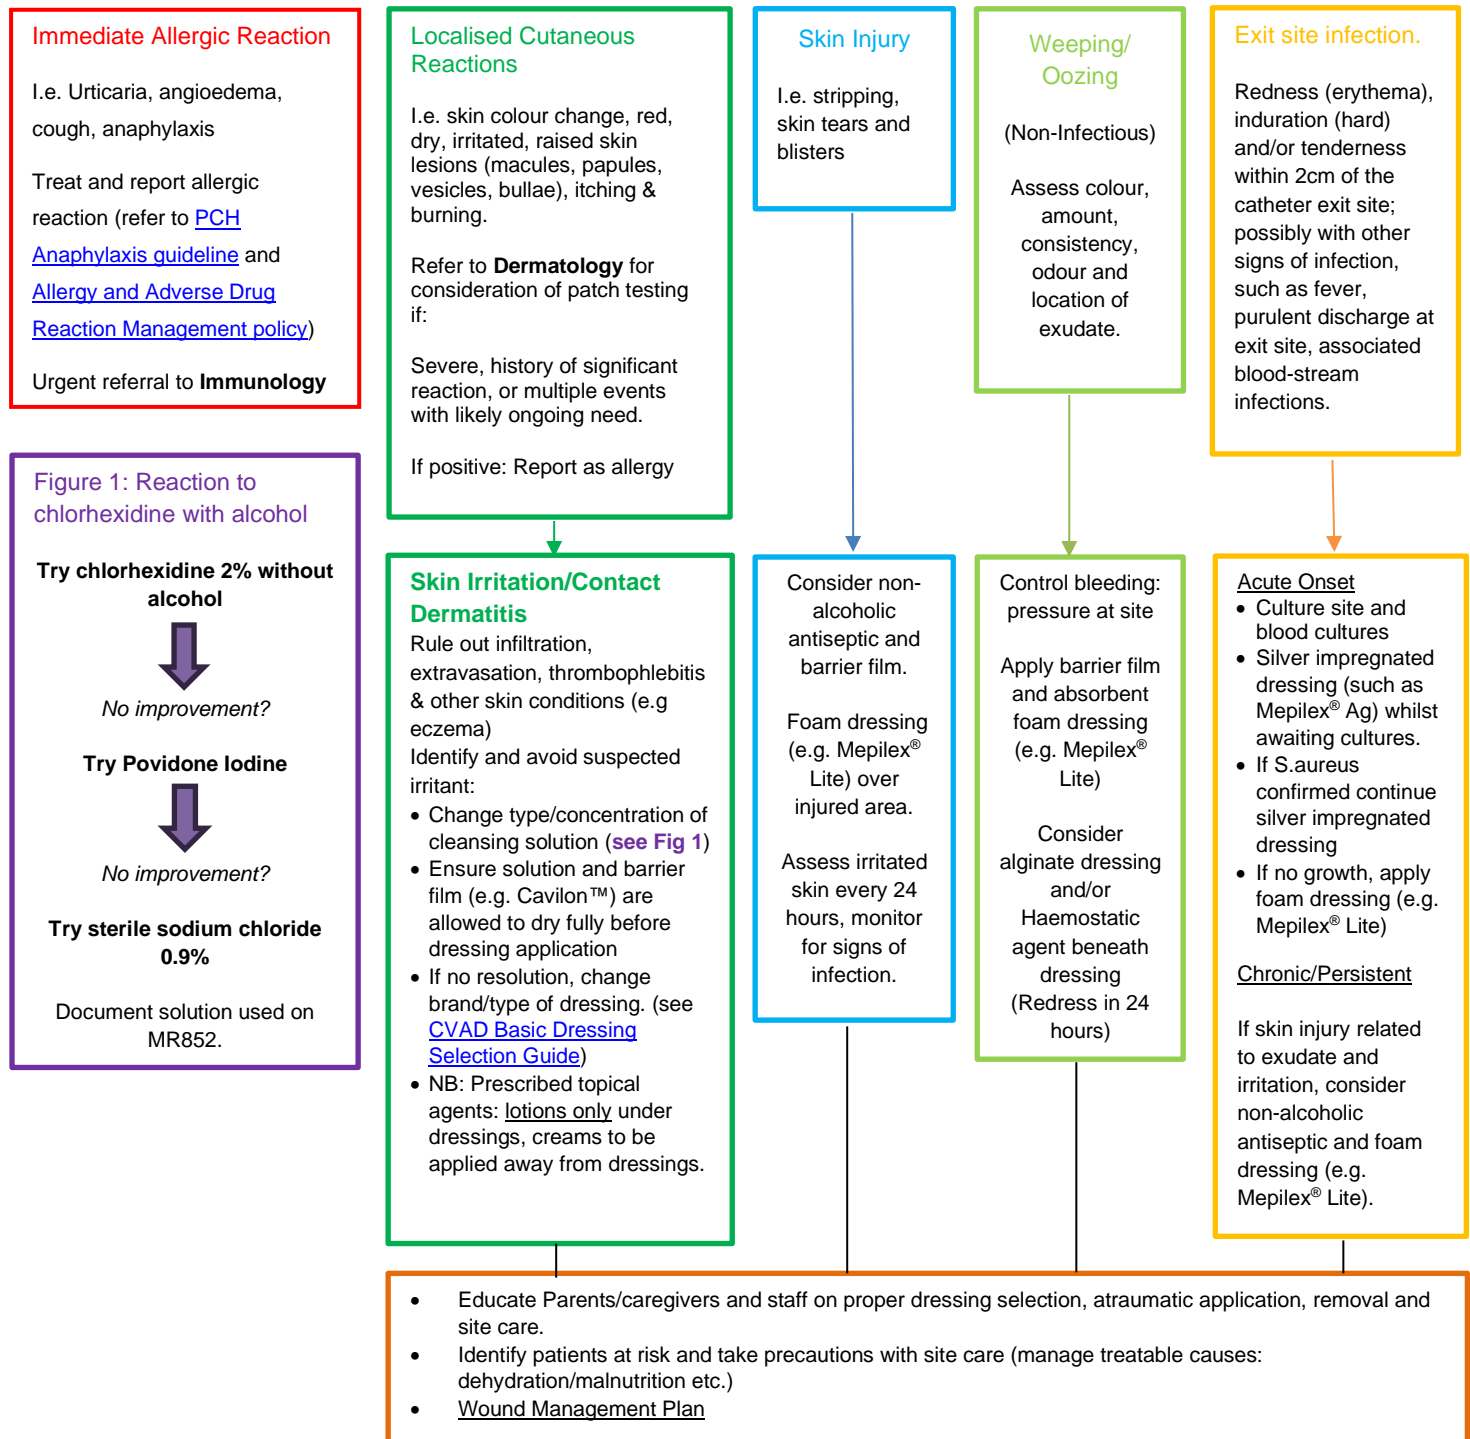 Immediate Allergic Reaction
I.e. Urticaria, angioedema,
cough, anaphylaxis
Treat and report allergic
reaction (refer to PCH
Anaphylaxis guideline and
Allergy and Adverse Drug
Reaction Management policy)
Urgent referral to Immunology
Localised Cutaneous
Reactions
I.e. skin colour change, red,
dry, irritated, raised skin
lesions (macules, papules,
vesicles, bullae), itching &
burning.
Refer to Dermatology for
consideration of patch testing
if:
Severe, history of significant
reaction, or multiple events
with likely ongoing need.
If positive: Report as allergy
Skin Injury
I.e. stripping,
skin tears and
blisters
Weeping/
Oozing
(Non-Infectious)
Assess colour,
amount,
consistency,
odour and
location of
exudate.
Exit site infection.
Redness (erythema),
induration (hard)
and/or tenderness
within 2cm of the
catheter exit site;
possibly with other
signs of infection,
such as fever,
purulent discharge at
exit site, associated
blood-stream
infections.
Figure 1: Reaction to
chlorhexidine with alcohol
Try chlorhexidine 2% without
alcohol
No improvement?
Try Povidone Iodine
No improvement?
Try sterile sodium chloride
0.9%
Document solution used on
MR852.
Skin Irritation/Contact
Dermatitis
Rule out infiltration,
extravasation, thrombophlebitis
& other skin conditions (e.g
eczema)
Identify and avoid suspected
irritant:
• Change type/concentration of
cleansing solution (see Fig 1)
• Ensure solution and barrier
film (e.g. Cavilon™) are
allowed to dry fully before
dressing application
• If no resolution, change
brand/type of dressing. (see
CVAD Basic Dressing
Selection Guide)
• NB: Prescribed topical
agents: lotions only under
dressings, creams to be
applied away from dressings.
Consider non-
alcoholic
antiseptic and
barrier film.
Foam dressing
(e.g. Mepilex®
Lite) over
injured area.
Assess irritated
skin every 24
hours, monitor
for signs of
infection.
Control bleeding:
pressure at site
Apply barrier film
and absorbent
foam dressing
(e.g. Mepilex®
Lite)
Consider
alginate dressing
and/or
Haemostatic
agent beneath
dressing
(Redress in 24
hours)
Acute Onset
• Culture site and
blood cultures
• Silver impregnated
dressing (such as
Mepilex® Ag) whilst
awaiting cultures.
• If S.aureus
confirmed continue
silver impregnated
dressing
• If no growth, apply
foam dressing (e.g.
Mepilex® Lite)
Chronic/Persistent
If skin injury related
to exudate and
irritation, consider
non-alcoholic
antiseptic and foam
dressing (e.g.
Mepilex® Lite).
• Educate Parents/caregivers and staff on proper dressing selection, atraumatic application, removal and
site care.
• Identify patients at risk and take precautions with site care (manage treatable causes:
dehydration/malnutrition etc.)
• Wound Management Plan